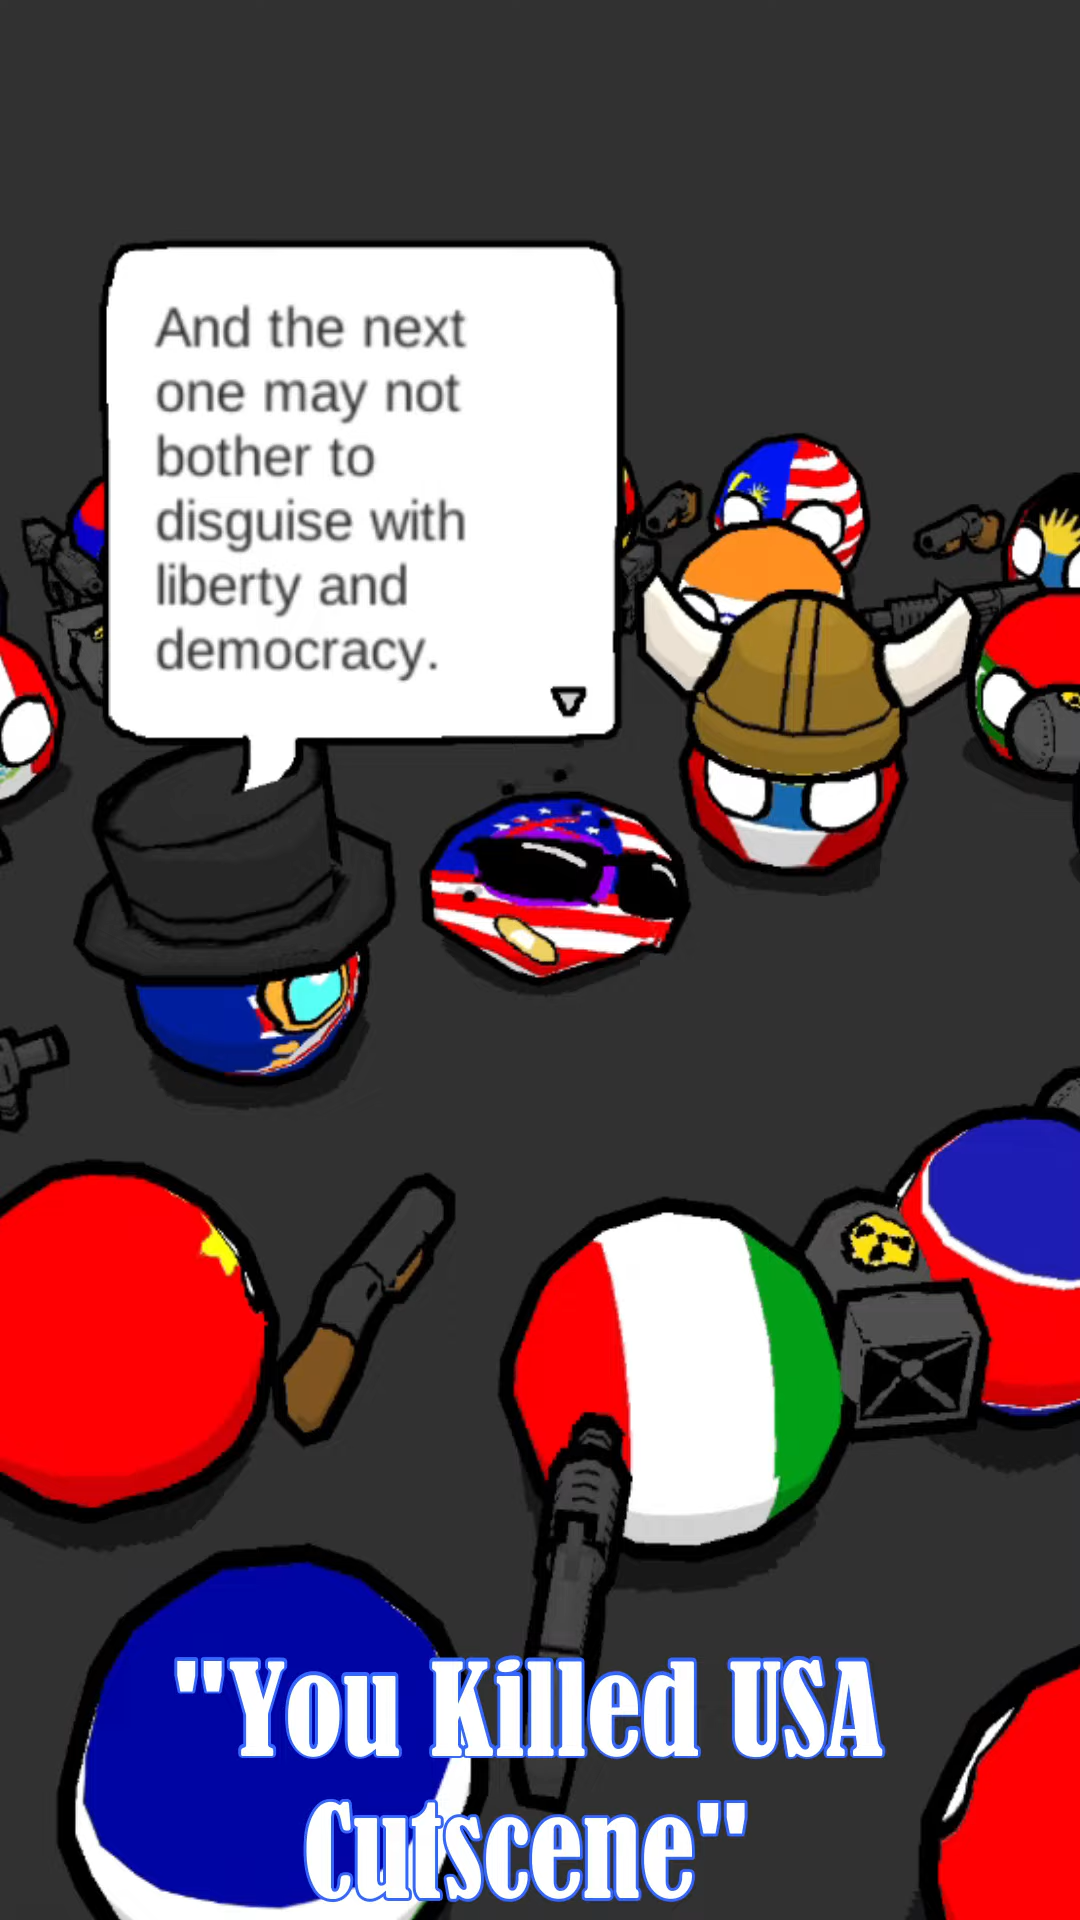 And the next
one may not
bother to
disguise with
liberty and
democracy.
"You Killed USA
Cutscene"